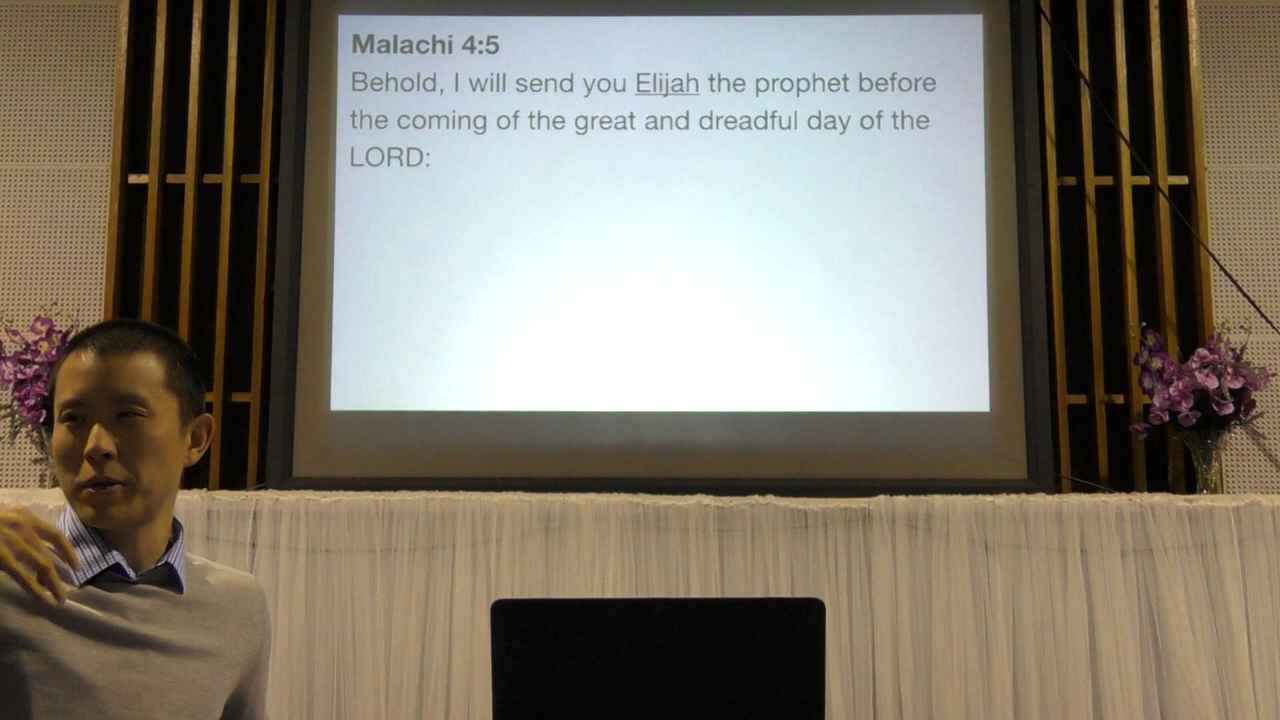 Malachi 4:5
Behold, I will send you Elijah the prophet before
the coming of the great and dreadful day of the
LORD: